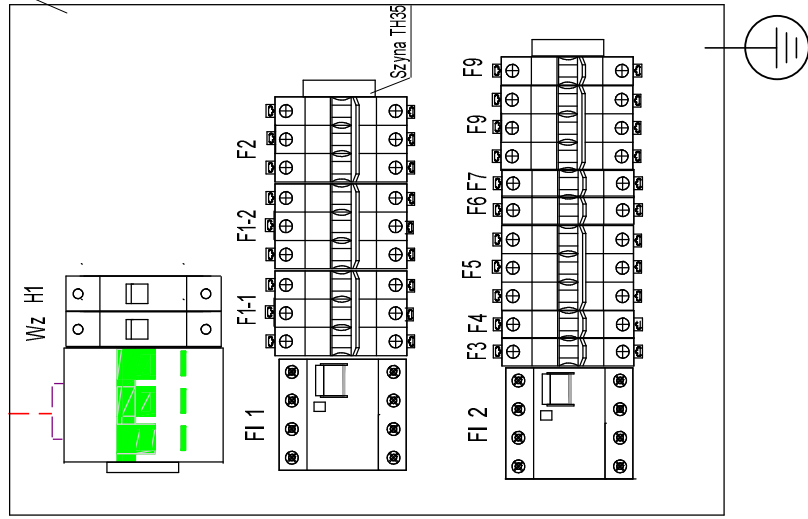 Wz H1
F2
F1-2
F1-1
FI 1
Szyna TH35
F9
F9
F6 F7
F5
F3 F4
FI 2